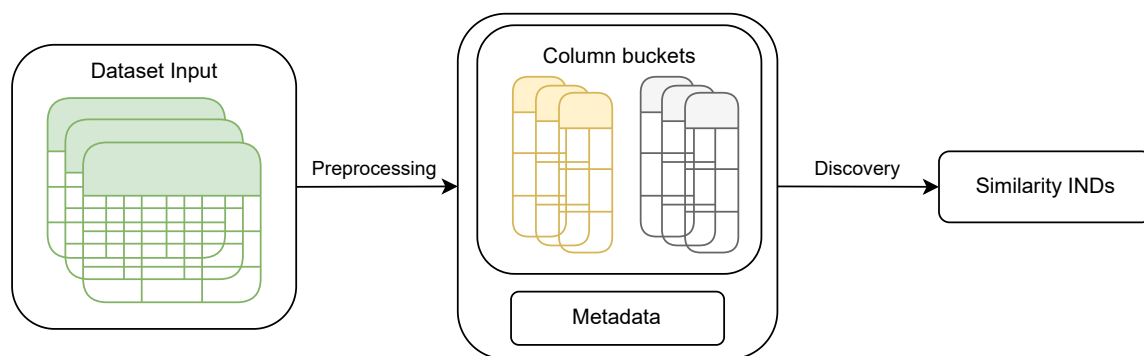 Dataset Input
Preprocessing
Column buckets
Metadata
Discovery
Similarity INDs